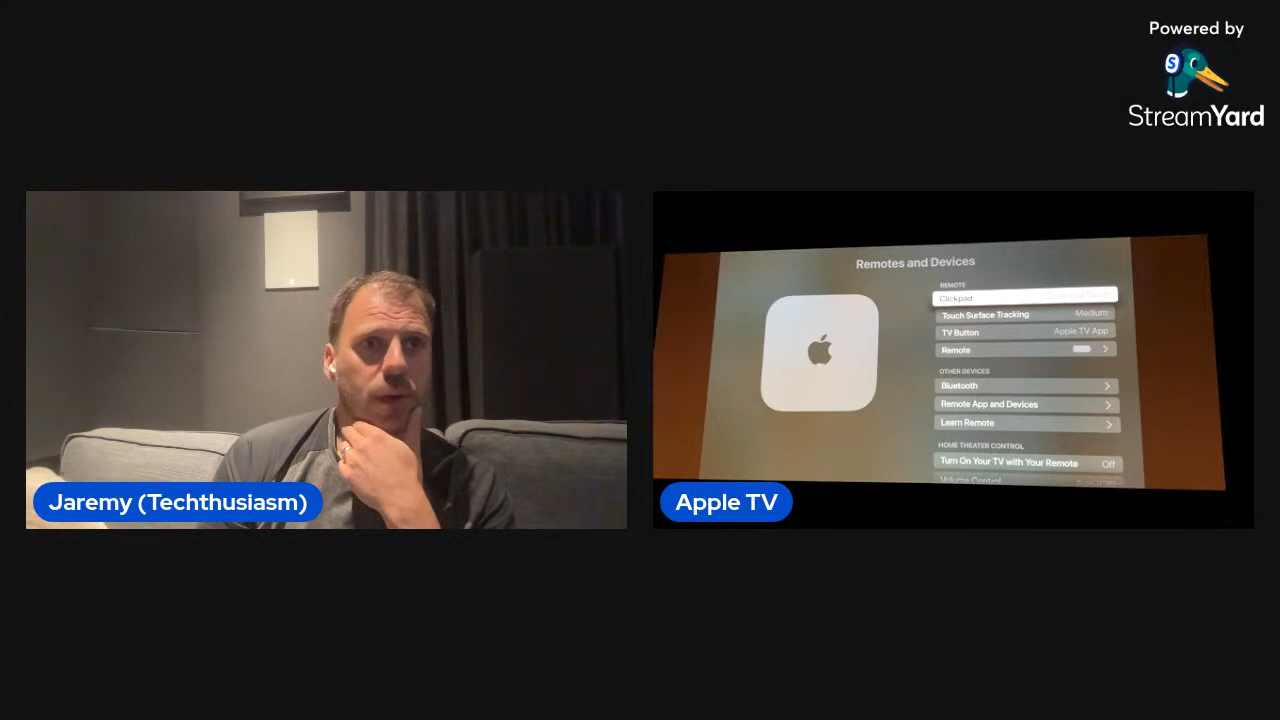 Powered by
S
StreamYard
Jaremy (Techthusiasm)
Apple TV
Remotes and Devices
REMOTE
Clickpad
Touch Surface Tracking Medium
TV Button Apple TV App
Remote
OTHER DEVICES
Bluetooth
Remote App and Devices
Learn Remote
HOME THEATER CONTROL
Turn On Your TV with Your Remote Off
Volume Control